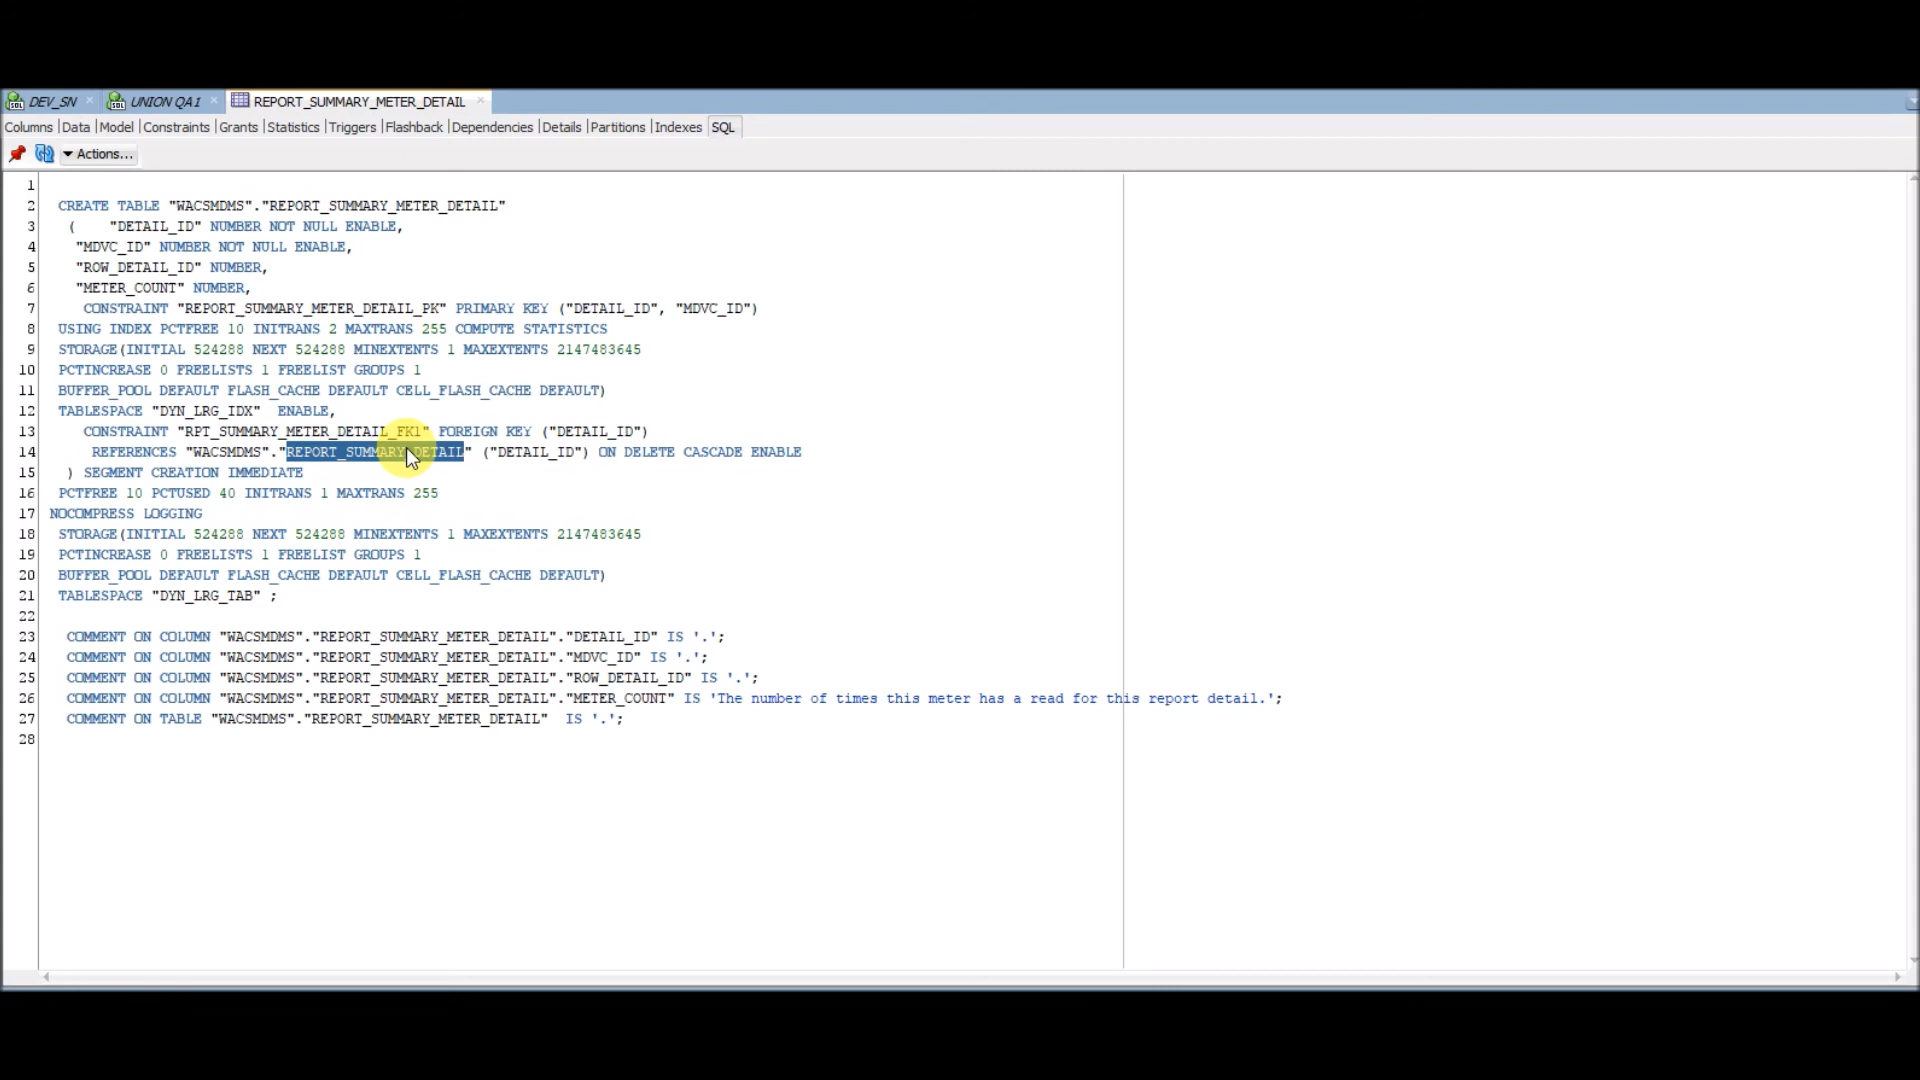 DEV_SN × UNION QA1 × REPORT_SUMMARY_METER_DETAIL ×
Columns | Data | Model | Constraints | Grants | Statistics | Triggers | Flashback | Dependencies | Details | Partitions | Indexes | SQL
Actions...
1
2 CREATE TABLE "WACSMDMS"."REPORT_SUMMARY_METER_DETAIL"
3 ( "DETAIL_ID" NUMBER NOT NULL ENABLE,
4 "MDVC_ID" NUMBER NOT NULL ENABLE,
5 "ROW_DETAIL_ID" NUMBER,
6 "METER_COUNT" NUMBER,
7 CONSTRAINT "REPORT_SUMMARY_METER_DETAIL_PK" PRIMARY KEY ("DETAIL_ID", "MDVC_ID")
8 USING INDEX PCTFREE 10 INITRANS 2 MAXTRANS 255 COMPUTE STATISTICS
9 STORAGE(INITIAL 524288 NEXT 524288 MINEXTENTS 1 MAXEXTENTS 2147483645
10 PCTINCREASE 0 FREELISTS 1 FREELIST GROUPS 1
11 BUFFER_POOL DEFAULT FLASH_CACHE DEFAULT CELL_FLASH_CACHE DEFAULT)
12 TABLESPACE "DYN_LRG_IDX" ENABLE,
13 CONSTRAINT "RPT_SUMMARY_METER_DETAIL_FK1" FOREIGN KEY ("DETAIL_ID")
14 REFERENCES "WACSMDMS"."REPORT_SUMMARY_DETAIL" ("DETAIL_ID") ON DELETE CASCADE ENABLE
15 ) SEGMENT CREATION IMMEDIATE
16 PCTFREE 10 PCTUSED 40 INITRANS 1 MAXTRANS 255
17 NOCOMPRESS LOGGING
18 STORAGE(INITIAL 524288 NEXT 524288 MINEXTENTS 1 MAXEXTENTS 2147483645
19 PCTINCREASE 0 FREELISTS 1 FREELIST GROUPS 1
20 BUFFER_POOL DEFAULT FLASH_CACHE DEFAULT CELL_FLASH_CACHE DEFAULT)
21 TABLESPACE "DYN_LRG_TAB" ;
22
23 COMMENT ON COLUMN "WACSMDMS"."REPORT_SUMMARY_METER_DETAIL"."DETAIL_ID" IS '.';
24 COMMENT ON COLUMN "WACSMDMS"."REPORT_SUMMARY_METER_DETAIL"."MDVC_ID" IS '.';
25 COMMENT ON COLUMN "WACSMDMS"."REPORT_SUMMARY_METER_DETAIL"."ROW_DETAIL_ID" IS '.';
26 COMMENT ON COLUMN "WACSMDMS"."REPORT_SUMMARY_METER_DETAIL"."METER_COUNT" IS 'The number of times this meter has a read for this report detail.';
27 COMMENT ON TABLE "WACSMDMS"."REPORT_SUMMARY_METER_DETAIL" IS '.';
28